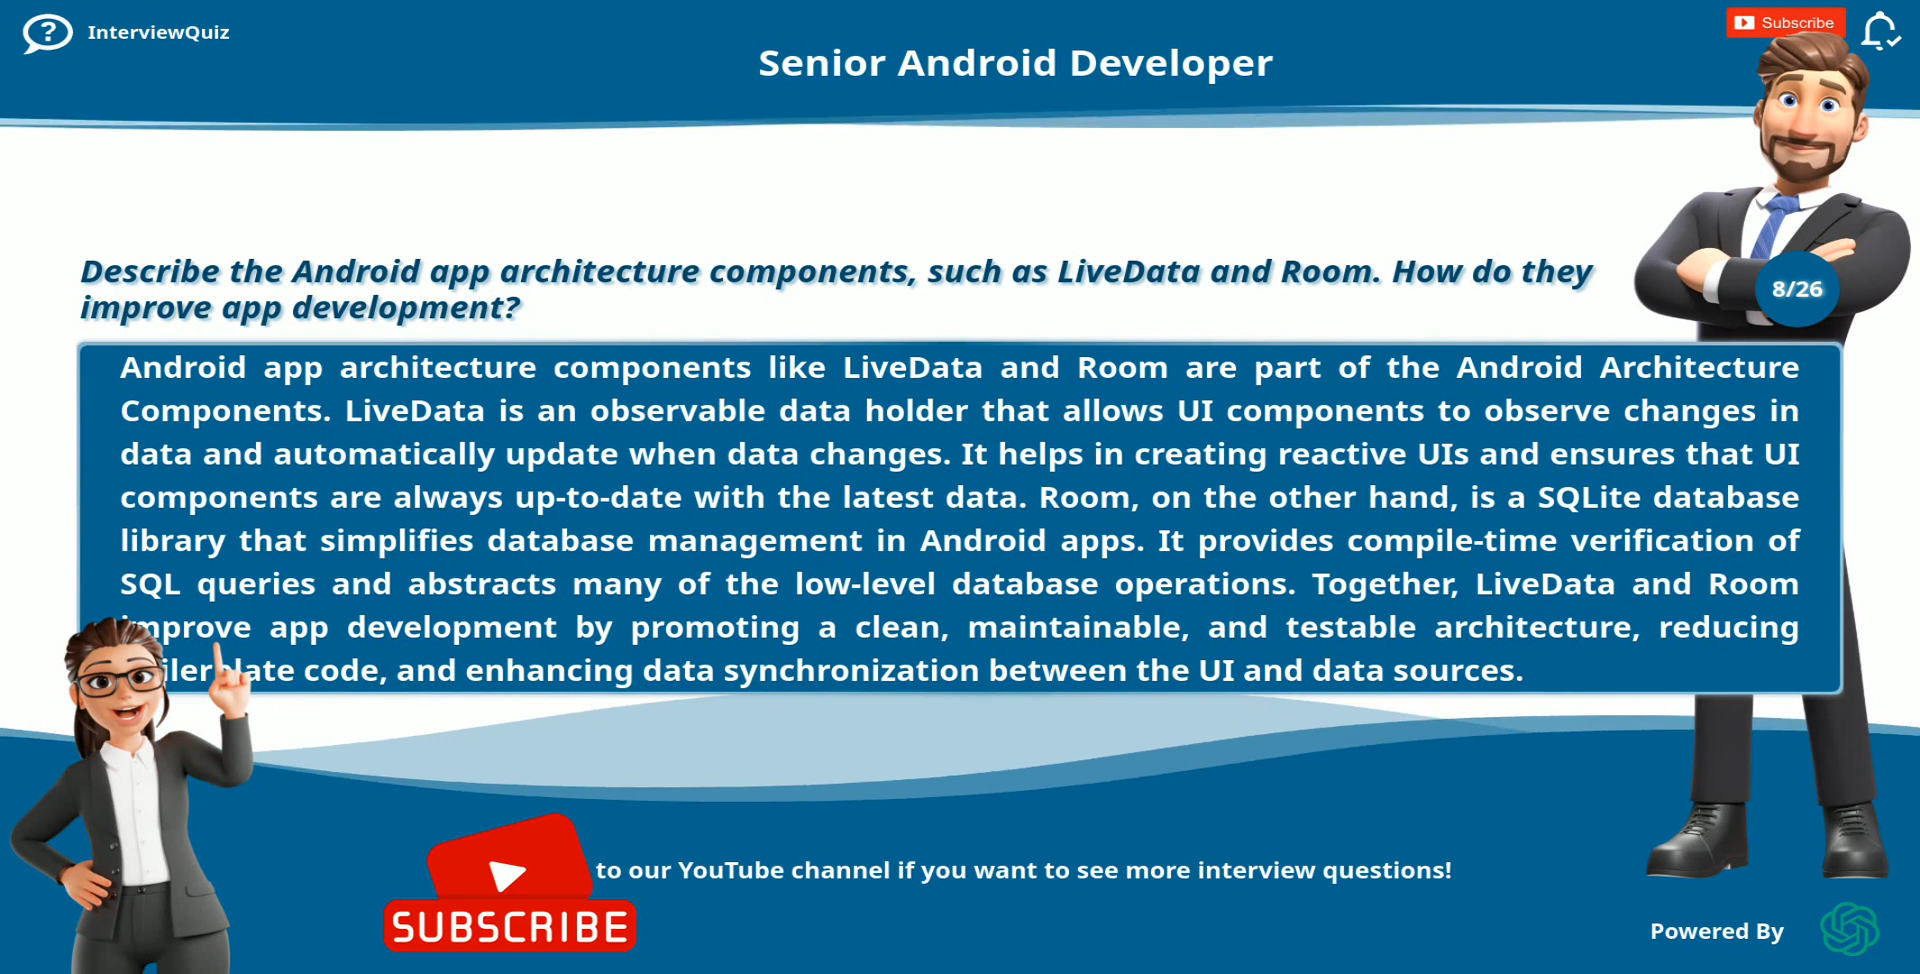 InterviewQuiz
Subscribe
Senior Android Developer
Describe the Android app architecture components, such as LiveData and Room. How do they
improve app development?
8/26
Android app architecture components like LiveData and Room are part of the Android Architecture
Components. LiveData is an observable data holder that allows UI components to observe changes in
data and automatically update when data changes. It helps in creating reactive UIs and ensures that UI
components are always up-to-date with the latest data. Room, on the other hand, is a SQLite database
library that simplifies database management in Android apps. It provides compile-time verification of
SQL queries and abstracts many of the low-level database operations. Together, LiveData and Room
improve app development by promoting a clean, maintainable, and testable architecture, reducing
boilerplate code, and enhancing data synchronization between the UI and data sources.
to our YouTube channel if you want to see more interview questions!
SUBSCRIBE
Powered By